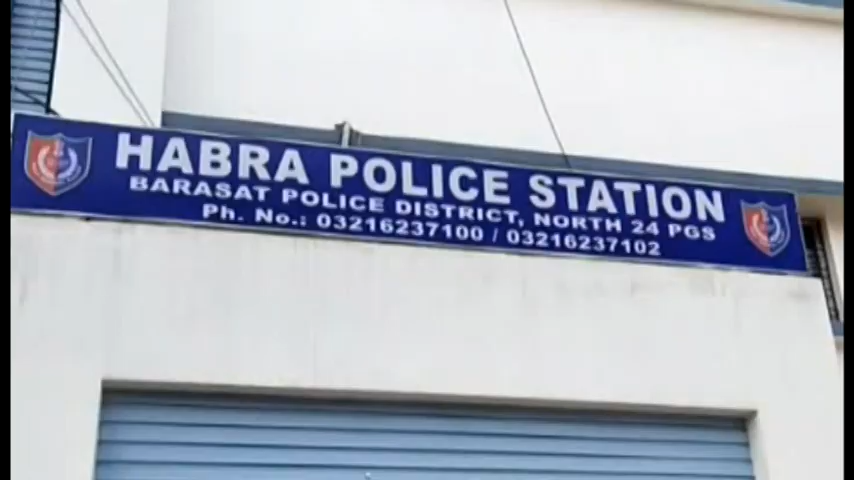 HABRA POLICE STATION
BARASAT POLICE DISTRICT, NORTH 24 PGS
Ph. No.: 03216237100 / 03216237102